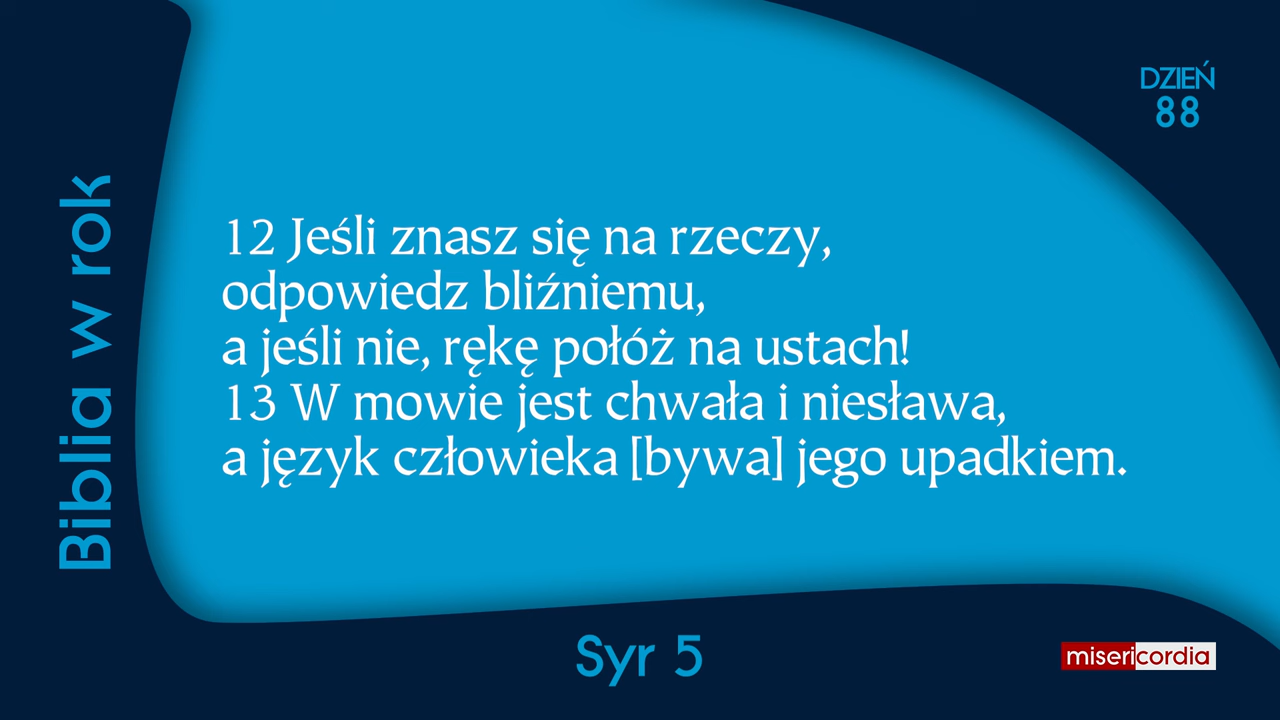 DZIEŃ
88
Biblia w rok
12 Jeśli znasz się na rzeczy,
odpowiedz bliźniemu,
a jeśli nie, rękę połóż na ustach!
13 W mowie jest chwała i niesława,
a język człowieka [bywa] jego upadkiem.
Syr 5
misericordia